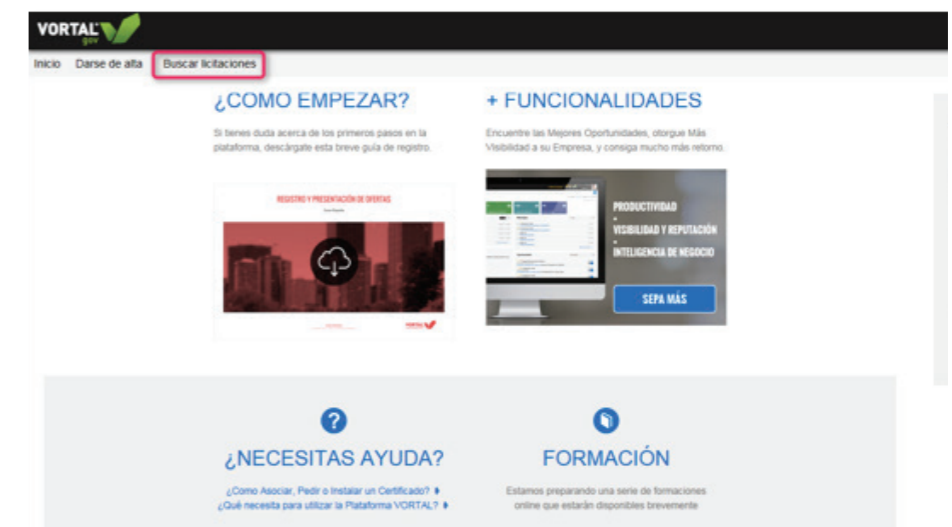 VORTAL
gov
Inicio Darse de alta Buscar licitaciones
¿COMO EMPEZAR?
Si tienes duda acerca de los primeros pasos en la
plataforma, descárgate esta breve guía de registro.
REGISTRO Y PRESENTACIÓN DE OFERTAS
VORTAL
+ FUNCIONALIDADES
Encuentre las Mejores Oportunidades, otorgue Más
Visibilidad a su Empresa, y consiga mucho más retorno.
PRODUCTIVIDAD
VISIBILIDAD Y REPUTACIÓN
INTELIGENCIA DE NEGOCIO
SEPA MÁS
?
¿NECESITAS AYUDA?
¿Como Asociar, Pedir o Instalar un Certificado?
¿Qué necesita para utilizar la Plataforma VORTAL?
FORMACIÓN
Estamos preparando una serie de formaciones
online que estarán disponibles brevemente